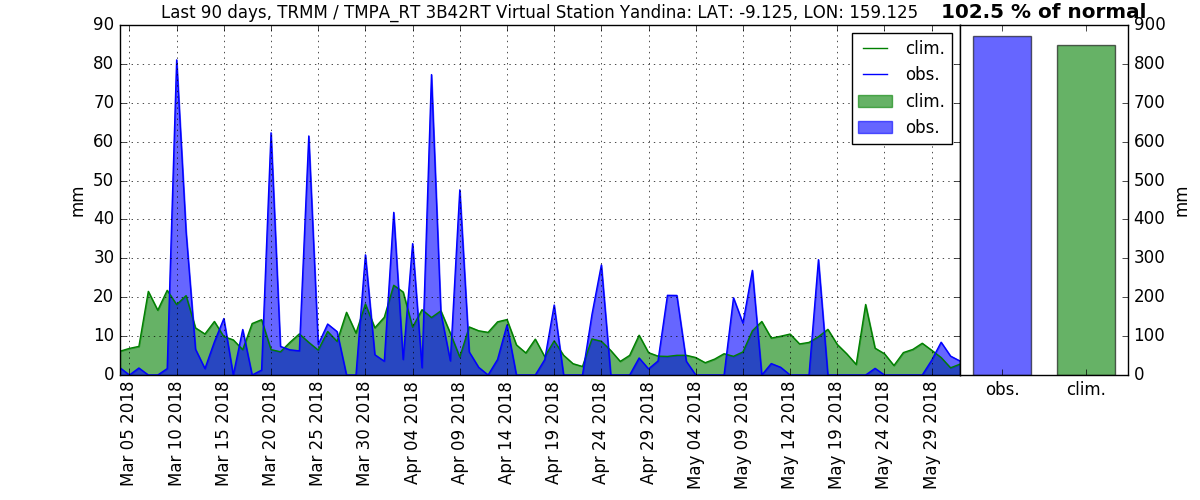 Last 90 days, TRMM / TMPA_RT 3B42RT Virtual Station Yandina: LAT: -9.125, LON: 159.125
102.5 % of normal
90
80
70
60
50
40
30
20
10
0
mm
clim.
obs.
clim.
obs.
900
800
700
600
500
400
300
200
100
0
mm
Mar 05 2018
Mar 10 2018
Mar 15 2018
Mar 20 2018
Mar 25 2018
Mar 30 2018
Apr 04 2018
Apr 09 2018
Apr 14 2018
Apr 19 2018
Apr 24 2018
Apr 29 2018
May 04 2018
May 09 2018
May 14 2018
May 19 2018
May 24 2018
May 29 2018
obs.
clim.